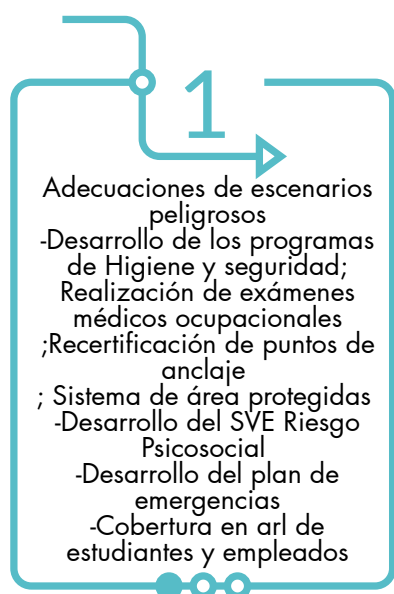 1
Adecuaciones de escenarios
peligrosos
-Desarrollo de los programas
de Higiene y seguridad;
Realización de exámenes
médicos ocupacionales
;Recertificación de puntos de
anclaje
; Sistema de área protegidas
-Desarrollo del SVE Riesgo
Psicosocial
-Desarrollo del plan de
emergencias
-Cobertura en arl de
estudiantes y empleados